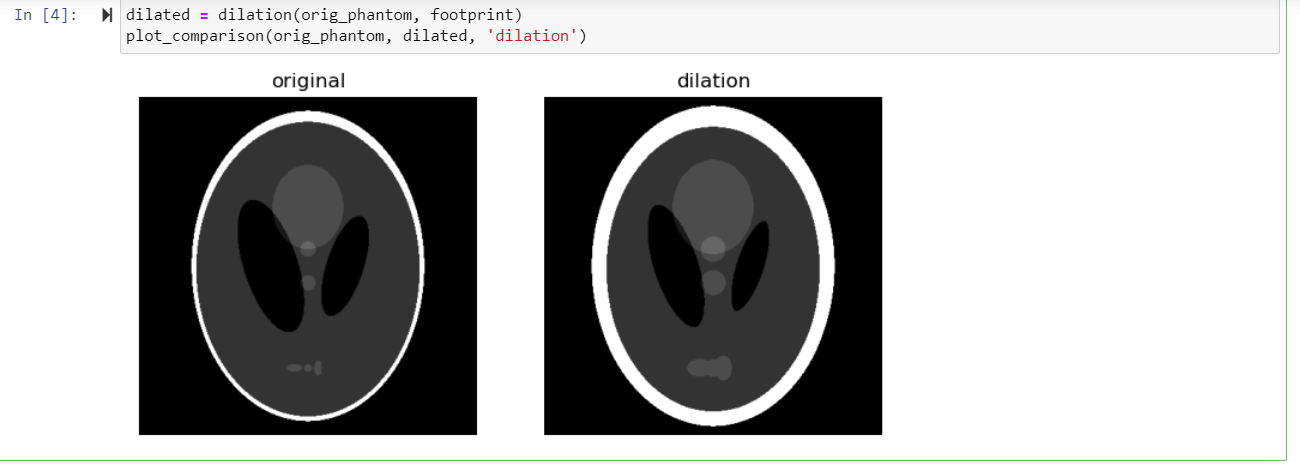 In [4]:
dilated = dilation(orig_phantom, footprint)
plot_comparison(orig_phantom, dilated, 'dilation')
original
dilation